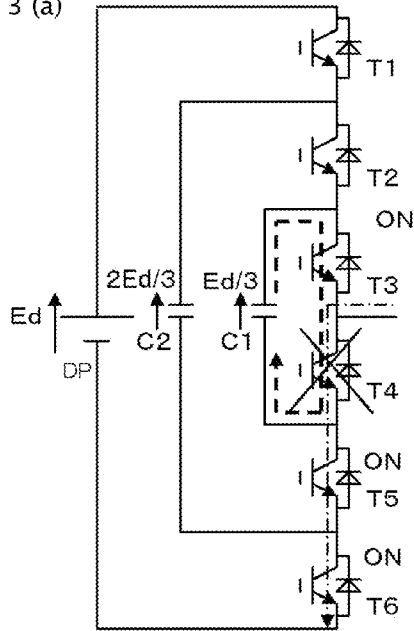 3 (a)
T1
T2
ON
2Ed/3 Ed/3 T3
Ed
C2 C1
DP T4
ON
T5
ON
T6